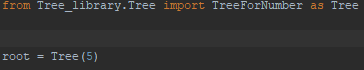 from Tree_library.Tree import TreeForNumber as Tree
root = Tree(5)